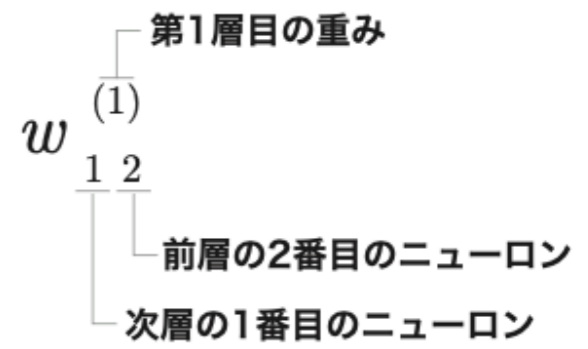 第1層目の重み
w (1)
1 2
前層の2番目のニューロン
次層の1番目のニューロン